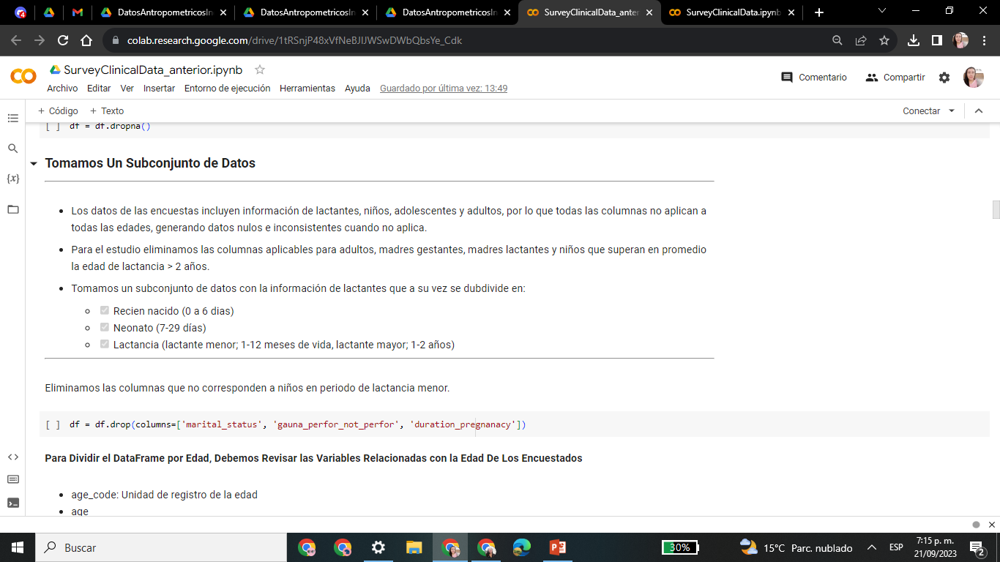 4
DatosAntropometricosIn
DatosAntropometricosIn
DatosAntropometricosIn
SurveyClinicalData_anter
SurveyClinicalData.ipynb
colab.research.google.com/drive/1tRSnjP48xVfNeBJIJWSwDWbQbsYe_Cdk
SurveyClinicalData_anterior.ipynb
Comentario
Compartir
Archivo Editar Ver Insertar Entorno de ejecución Herramientas Ayuda Guardado por última vez: 13:49
+ Código + Texto
Conectar
[ ] df = df.dropna()
{x}
Tomamos Un Subconjunto de Datos
• Los datos de las encuestas incluyen información de lactantes, niños, adolescentes y adultos, por lo que todas las columnas no aplican a
todas las edades, generando datos nulos e inconsistentes cuando no aplica.
• Para el estudio eliminamos las columnas aplicables para adultos, madres gestantes, madres lactantes y niños que superan en promedio
la edad de lactancia > 2 años.
• Tomamos un subconjunto de datos con la información de lactantes que a su vez se dubdivide en:
Recien nacido (0 a 6 dias)
Neonato (7-29 días)
Lactancia (lactante menor; 1-12 meses de vida, lactante mayor; 1-2 años)
Eliminamos las columnas que no corresponden a niños en periodo de lactancia menor.
[ ] df = df.drop(columns=['marital_status', 'gauna_perfor_not_perfor', 'duration_pregnanacy'])
Para Dividir el DataFrame por Edad, Debemos Revisar las Variables Relacionadas con la Edad De Los Encuestados
• age_code: Unidad de registro de la edad
• age
Buscar
30%
15°C Parc. nublado
ESP
7:15 p. m.
21/09/2023
2